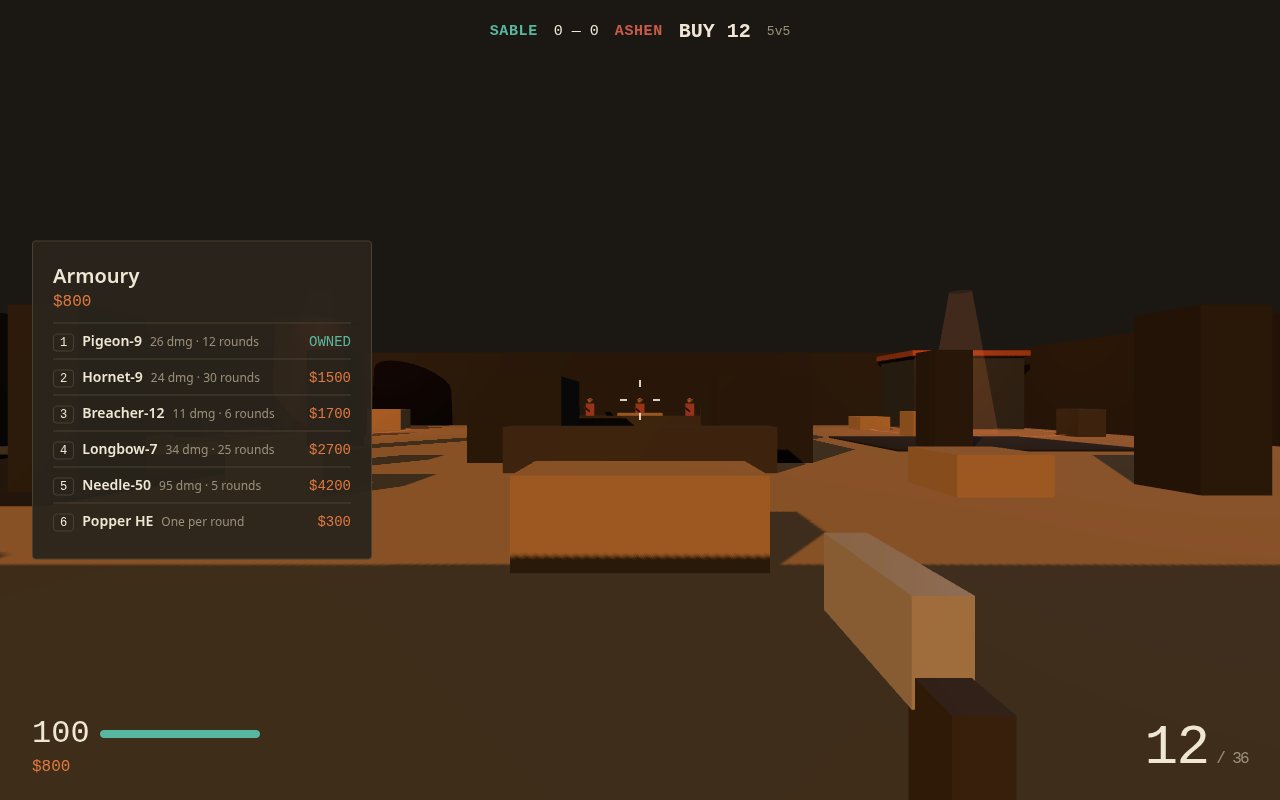 SABLE 0 — 0 ASHEN BUY 12 5v5
Armoury
$800
1 Pigeon-9 26 dmg · 12 rounds OWNED
2 Hornet-9 24 dmg · 30 rounds $1500
3 Breacher-12 11 dmg · 6 rounds $1700
4 Longbow-7 34 dmg · 25 rounds $2700
5 Needle-50 95 dmg · 5 rounds $4200
6 Popper HE One per round $300
100
$800
12 / 36